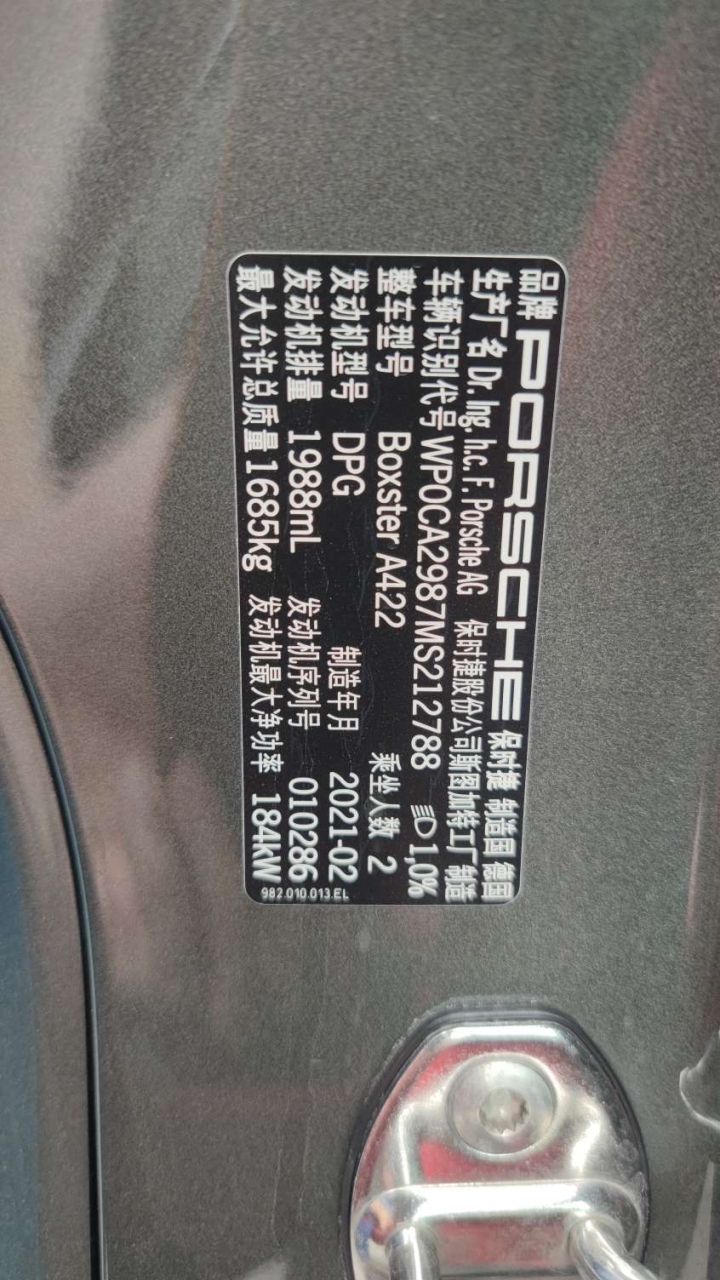 品牌 PORSCHE 保时捷 制造国 德国
生产厂名 Dr. Ing. h.c. F. Porsche AG 保时捷股份公司斯图加特工厂制造
车辆识别代号 WP0CA2987MS212788 1,0%
整车型号 Boxster A422 乘坐人数 2
发动机型号 DPG 制造年月 2021-02
发动机排量 1988mL 发动机序列号 010286
最大允许总质量 1685kg 发动机最大净功率 184kW
982.010.013.EL